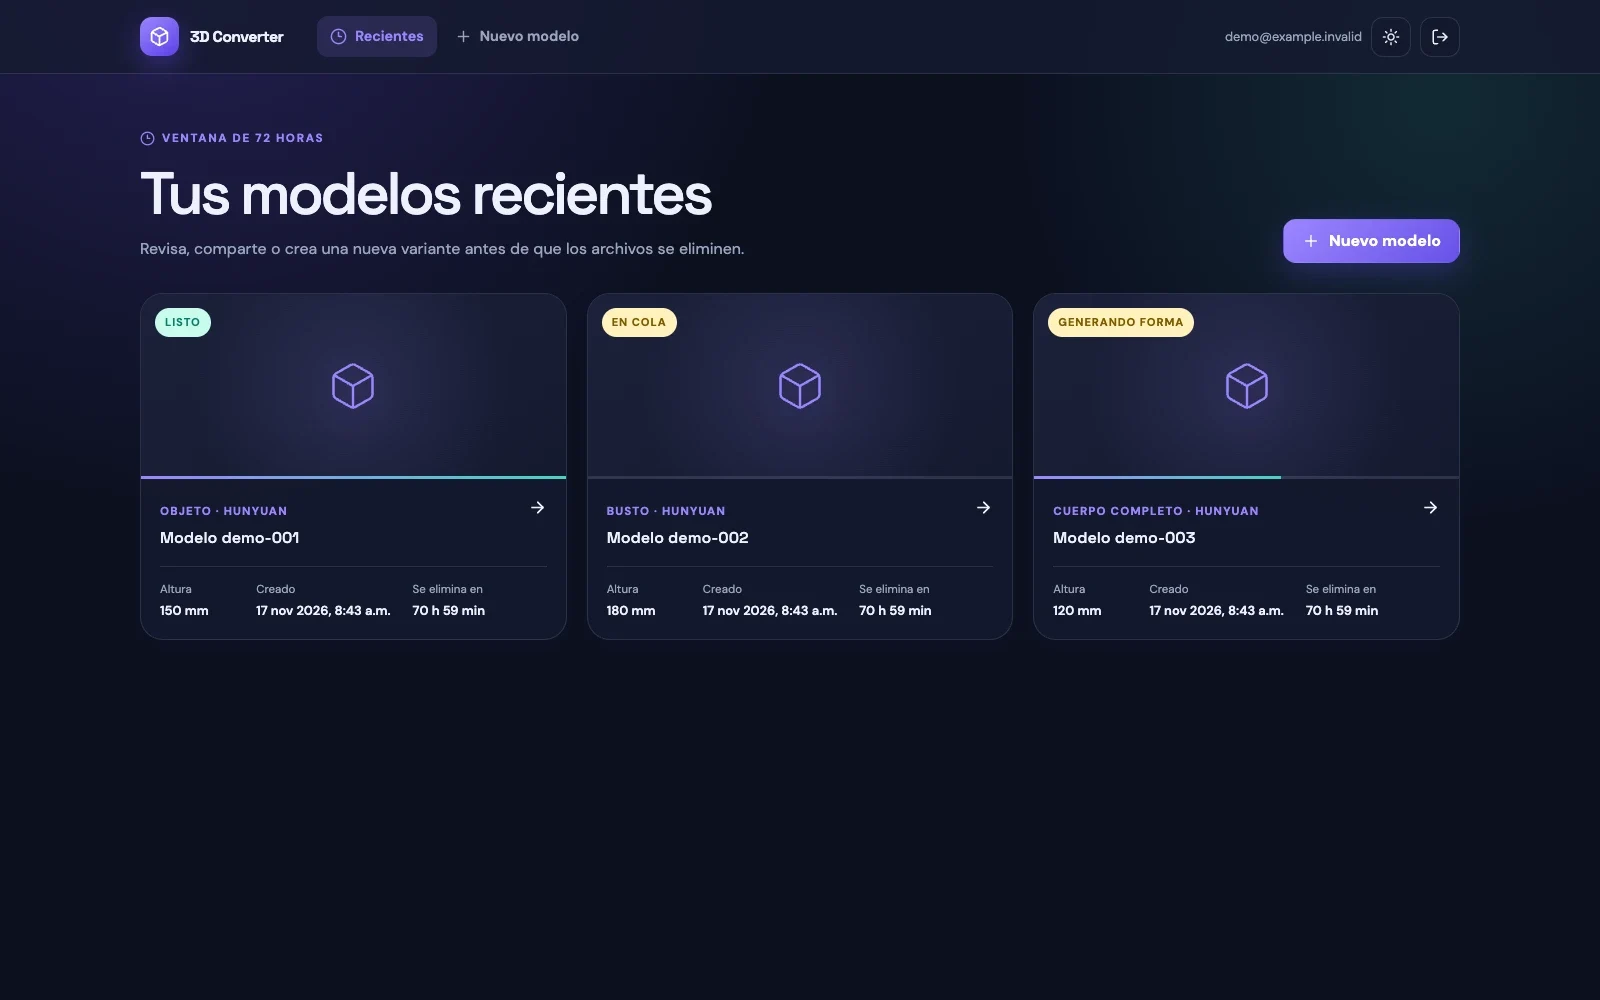 3D Converter
Recientes
Nuevo modelo
demo@example.invalid
VENTANA DE 72 HORAS
Tus modelos recientes
Revisa, comparte o crea una nueva variante antes de que los archivos se eliminen.
Nuevo modelo
LISTO
OBJETO · HUNYUAN
Modelo demo-001
Altura
Creado
Se elimina en
150 mm
17 nov 2026, 8:43 a.m.
70 h 59 min
EN COLA
BUSTO · HUNYUAN
Modelo demo-002
Altura
Creado
Se elimina en
180 mm
17 nov 2026, 8:43 a.m.
70 h 59 min
GENERANDO FORMA
CUERPO COMPLETO · HUNYUAN
Modelo demo-003
Altura
Creado
Se elimina en
120 mm
17 nov 2026, 8:43 a.m.
70 h 59 min